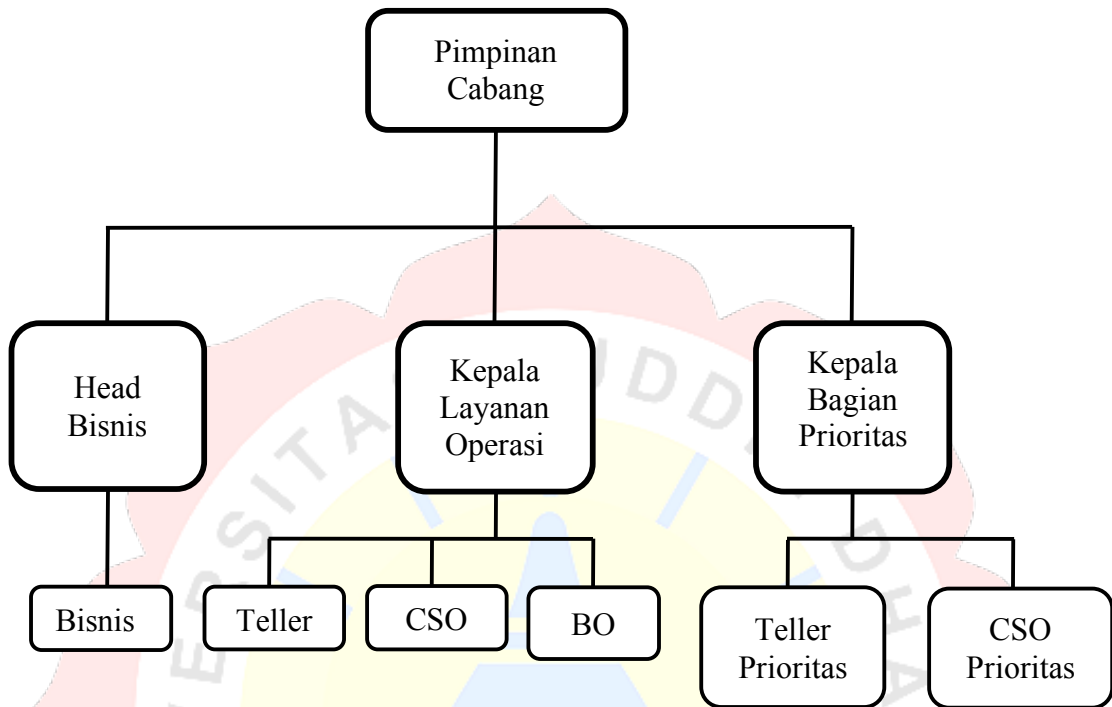 Pimpinan
Cabang
Head
Bisnis
Kepala
Layanan
Operasi
Kepala
Bagian
Prioritas
Bisnis
Teller
CSO
BO
Teller
Prioritas
CSO
Prioritas